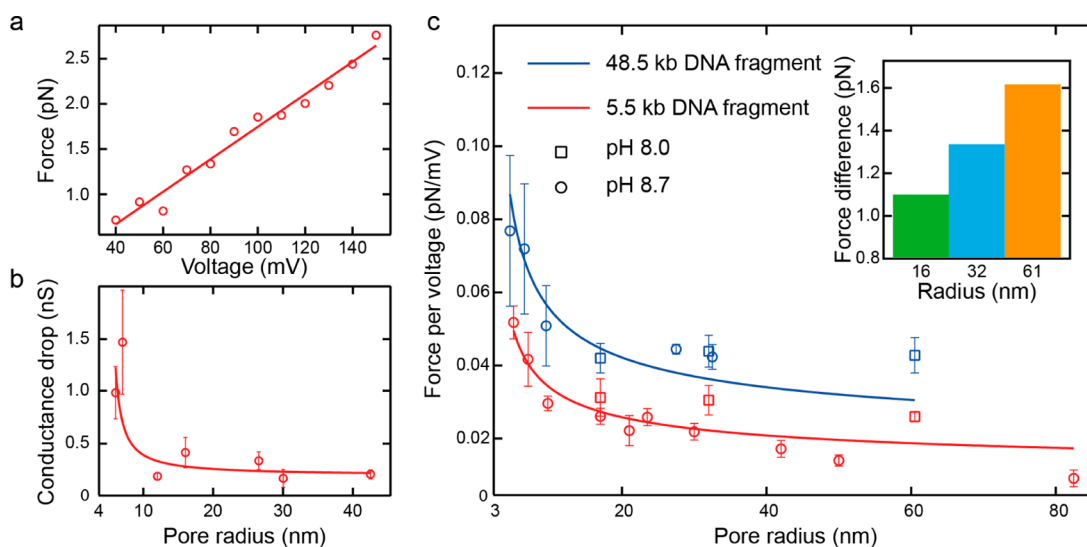 a
Force (pN)
2.5
2.0
1.5
1.0
40 60 80 100 120 140
Voltage (mV)
b
Conductance drop (nS)
1.5
1.0
0.5
0
4 10 20 30 40
Pore radius (nm)
c
Force per voltage (pN/mV)
0.12
0.10
0.08
0.06
0.04
0.02
0
3 20 40 60 80
Pore radius (nm)
48.5 kb DNA fragment
5.5 kb DNA fragment
pH 8.0
pH 8.7
Force difference (pN)
1.6
1.4
1.2
1.0
0.8
16 32 61
Radius (nm)